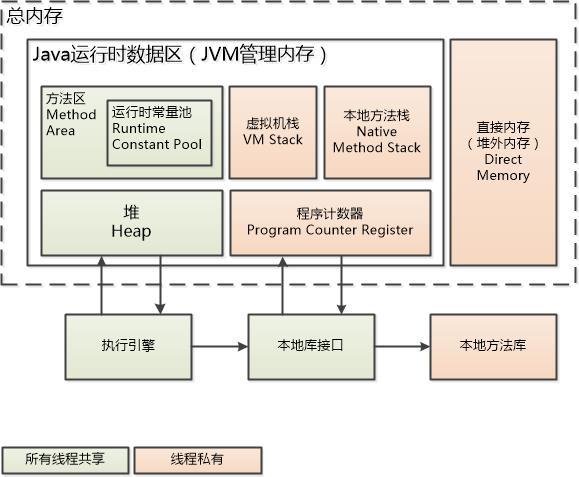 总内存
Java运行时数据区（JVM管理内存）
方法区
Method
Area
运行时常量池
Runtime
Constant Pool
虚拟机栈
VM Stack
本地方法栈
Native
Method Stack
直接内存
（堆外内存）
Direct
Memory
堆
Heap
程序计数器
Program Counter Register
执行引擎
本地库接口
本地方法库
所有线程共享
线程私有